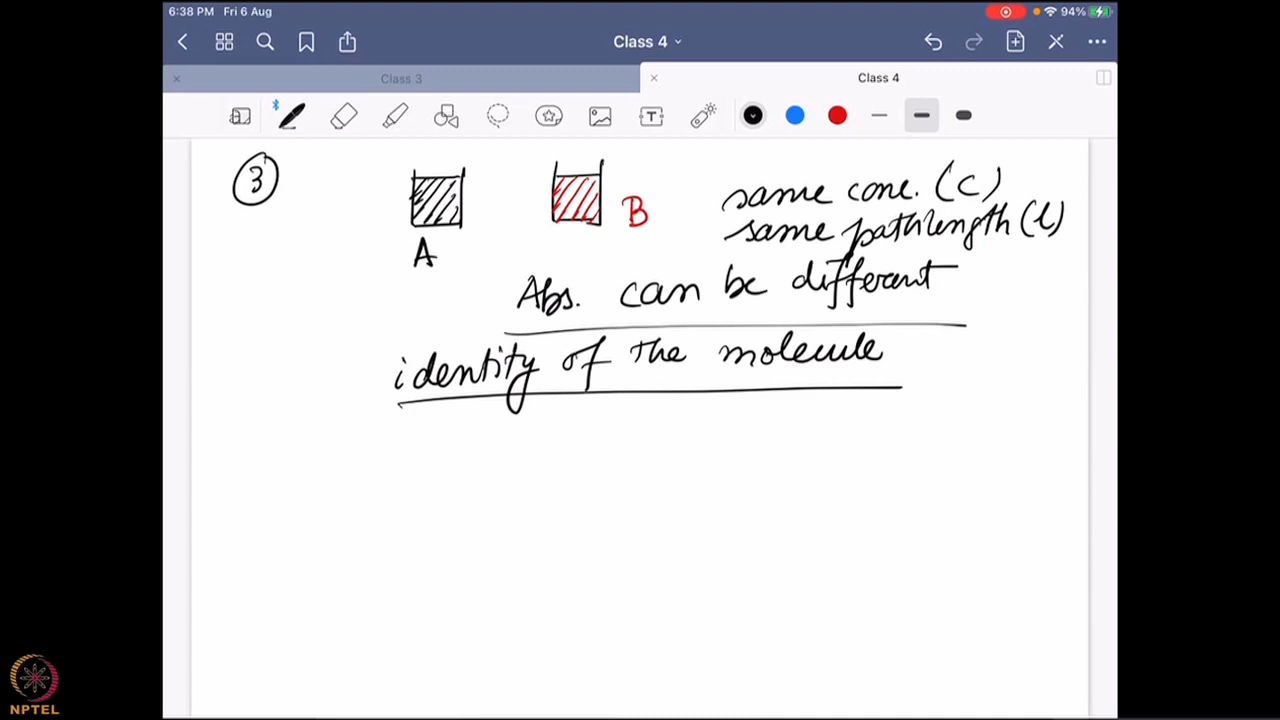 6:38 PM Fri 6 Aug 94%
Class 4
Class 3 Class 4
3
same conc. (c)
B
same pathlength (l)
A
Abs. can be different
identity of the molecule
NPTEL